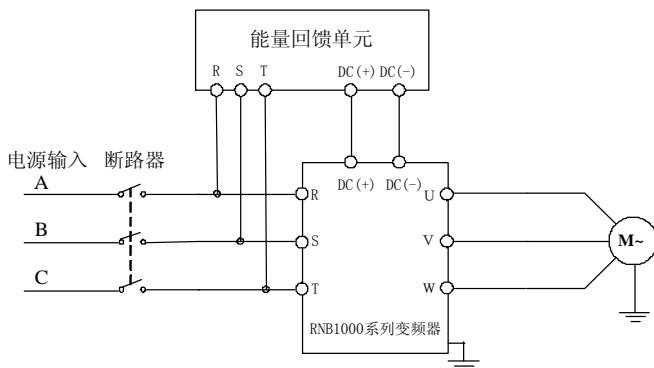 能量回馈单元
R S T DC(+) DC(-)
电源输入 断路器
A
B
C
DC(+) DC(-)
R
S
T
U
V
W
M~
RNB1000系列变频器